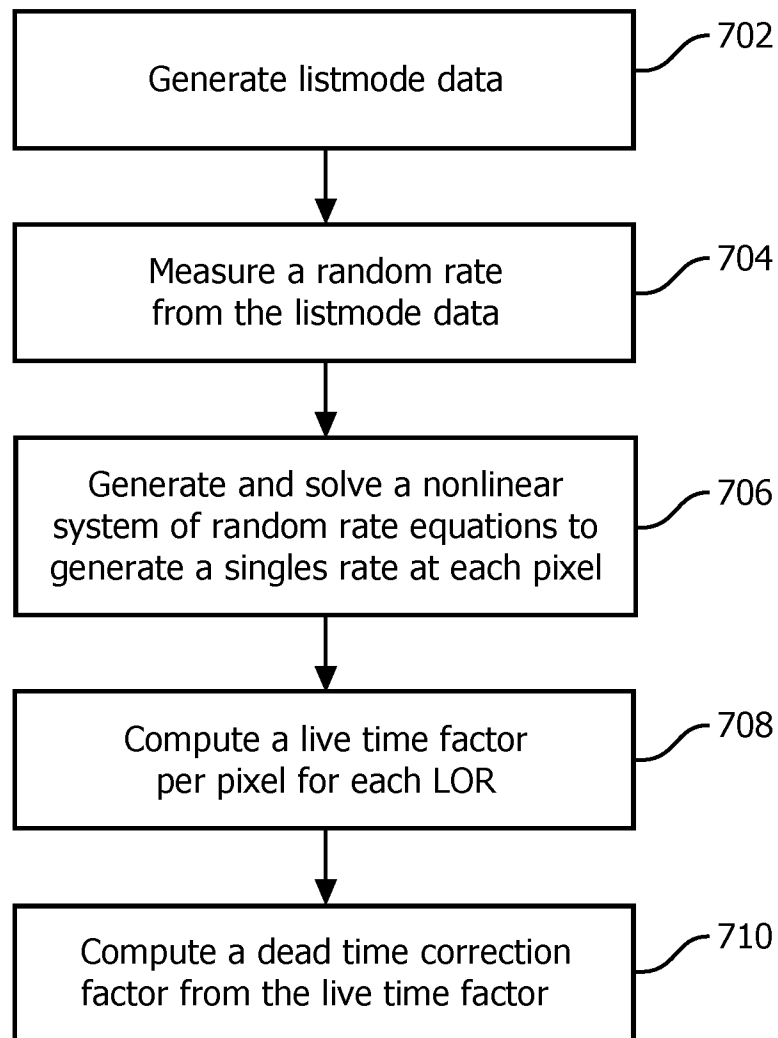 Generate listmode data
702
Measure a random rate
from the listmode data
704
Generate and solve a nonlinear
system of random rate equations to
generate a singles rate at each pixel
706
Compute a live time factor
per pixel for each LOR
708
Compute a dead time correction
factor from the live time factor
710